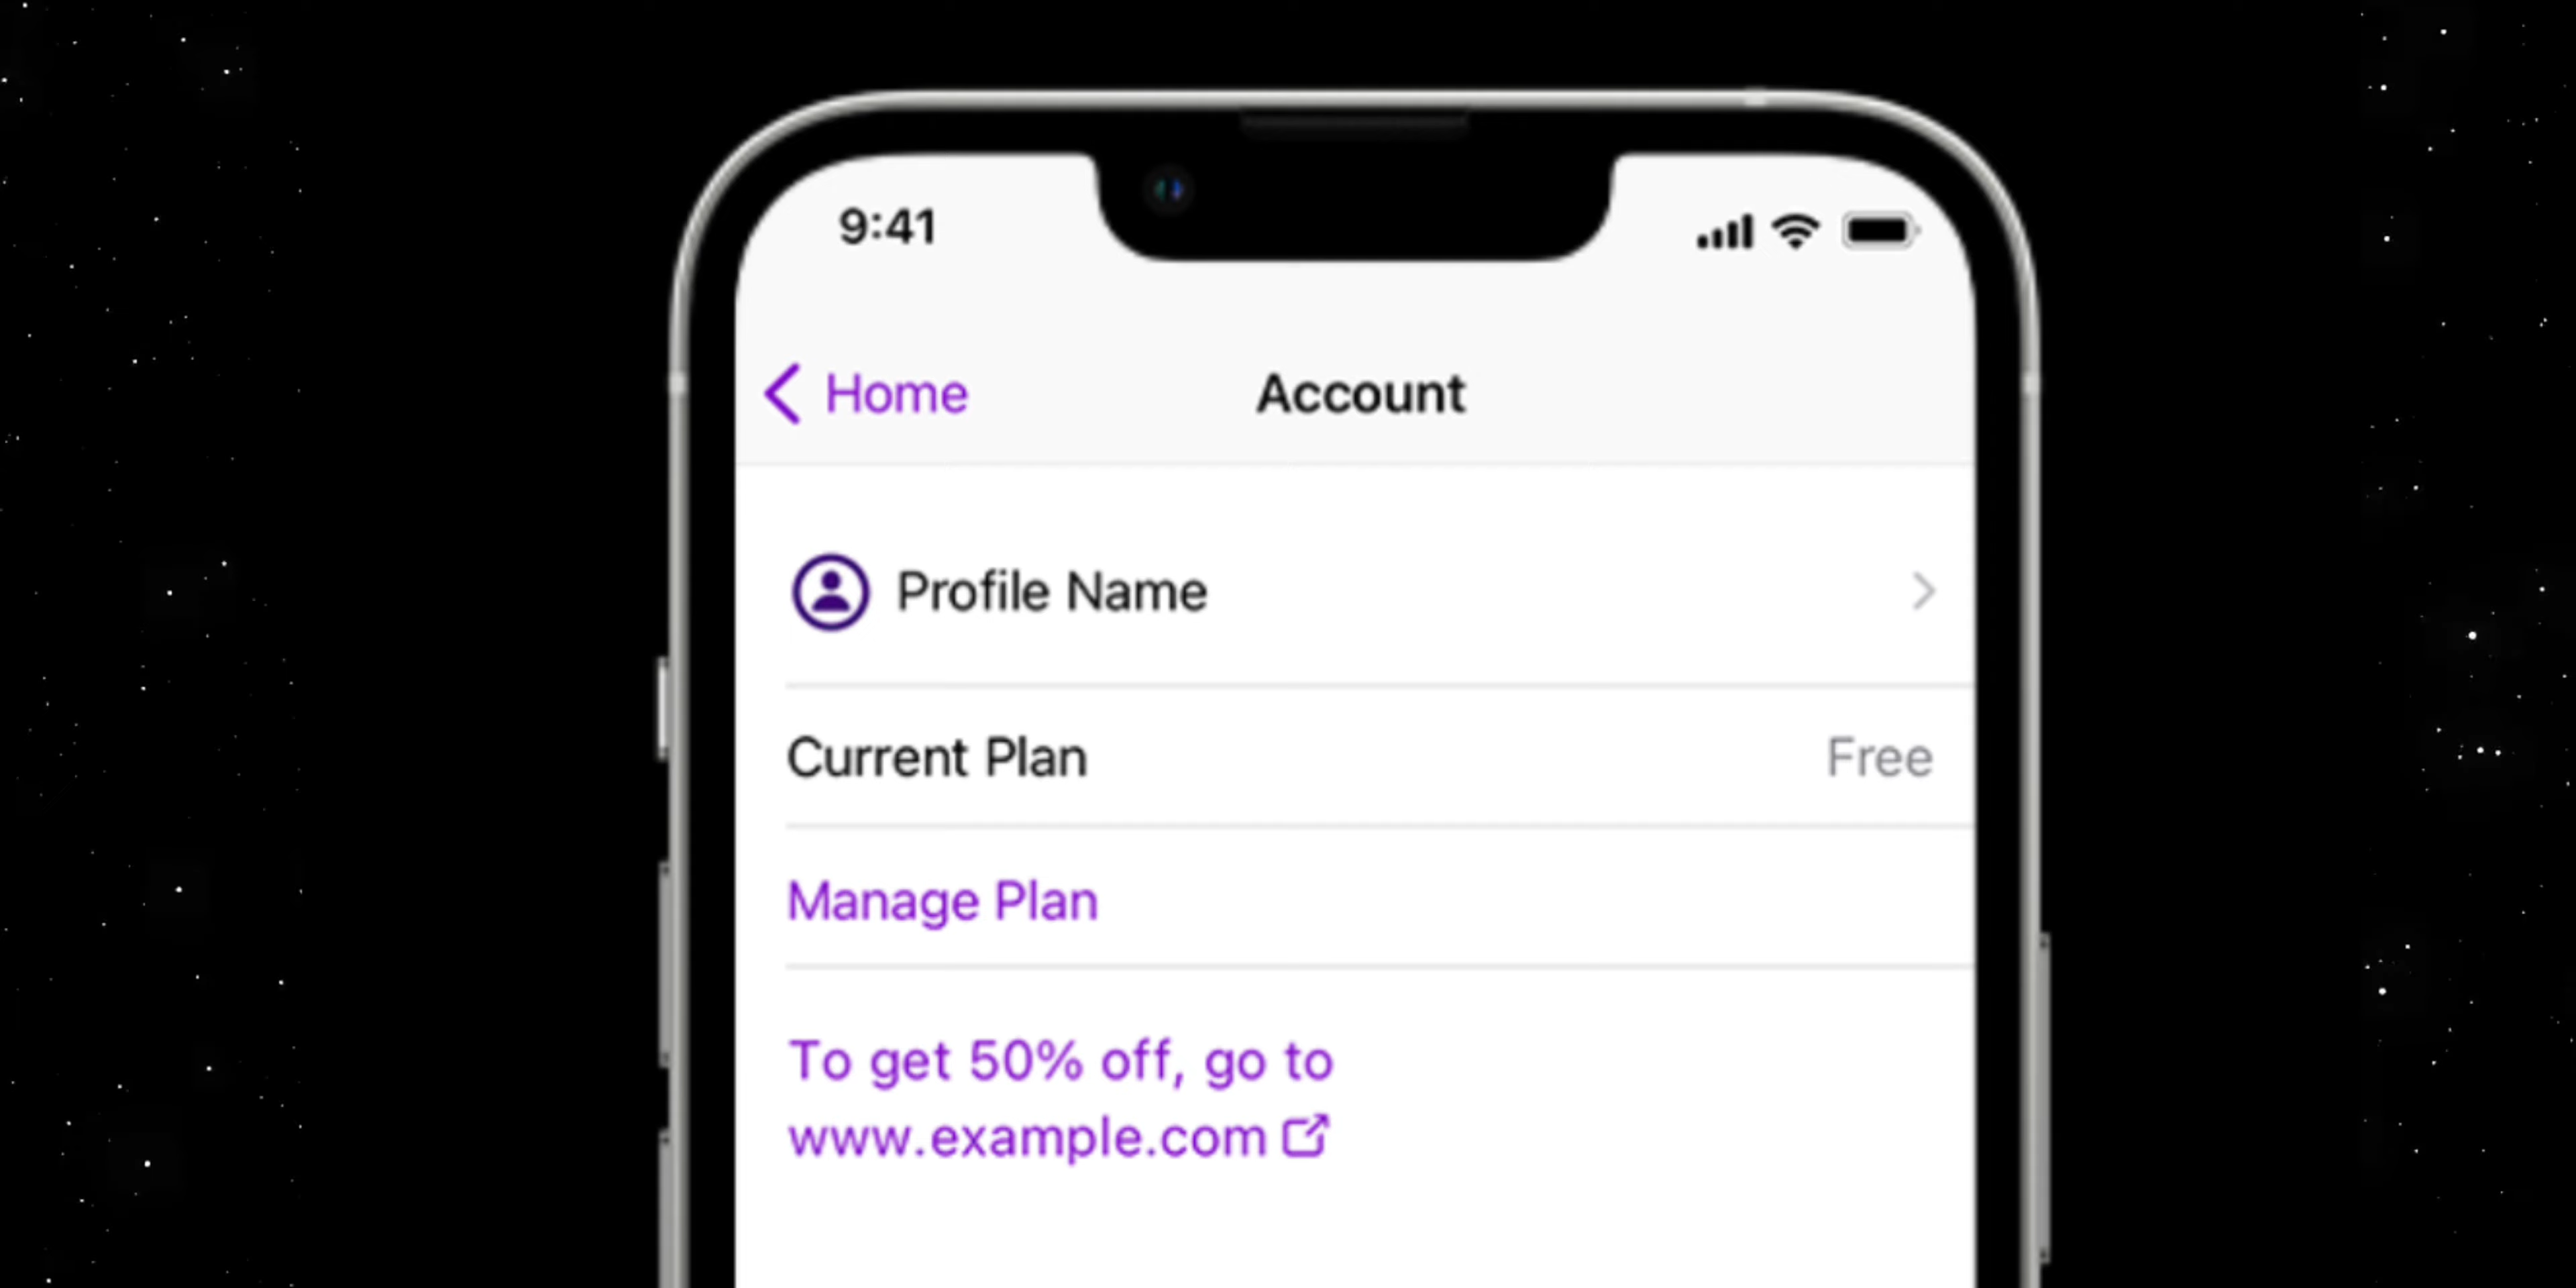 9:41
Home
Account
Profile Name
Current Plan
Free
Manage Plan
To get 50% off, go to
www.example.com